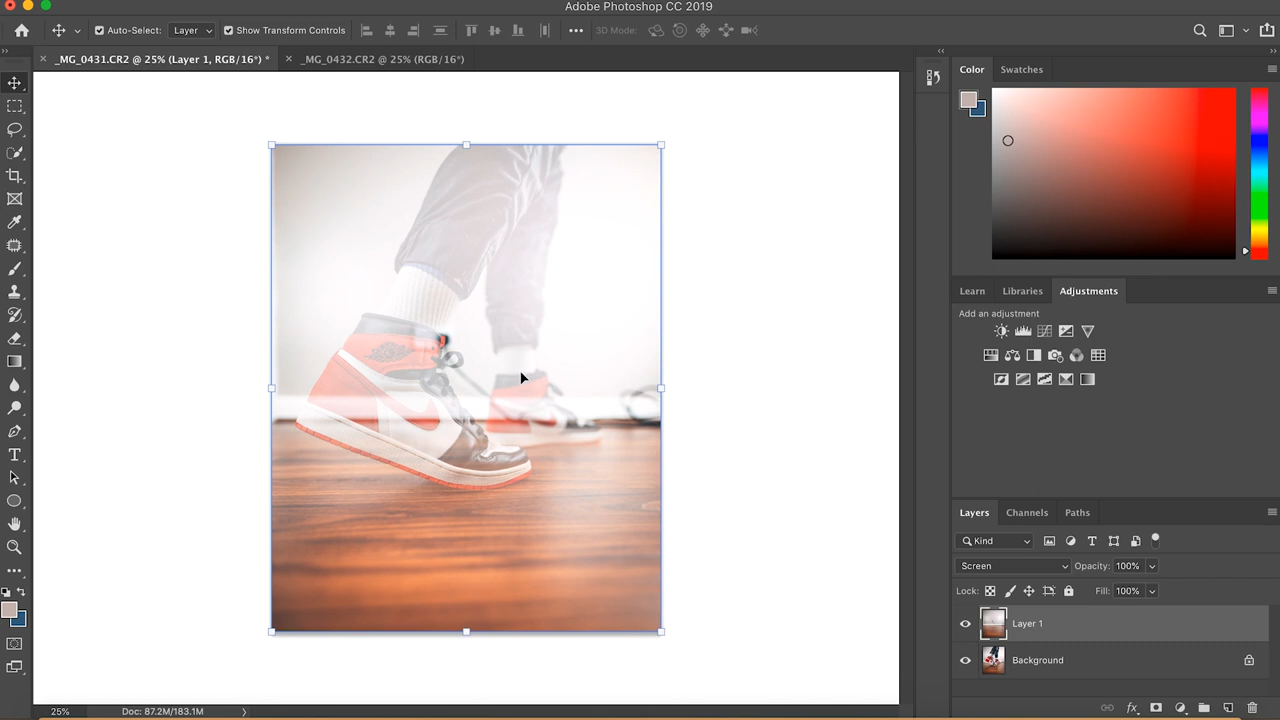 Adobe Photoshop CC 2019
Auto-Select: Layer Show Transform Controls 3D Mode:
_MG_0431.CR2 @ 25% (Layer 1, RGB/16*) * _MG_0432.CR2 @ 25% (RGB/16*)
Color Swatches
Learn Libraries Adjustments
Add an adjustment
Layers Channels Paths
Kind
Screen Opacity: 100%
Lock: Fill: 100%
Layer 1
Background
25% Doc: 87.2M/183.1M